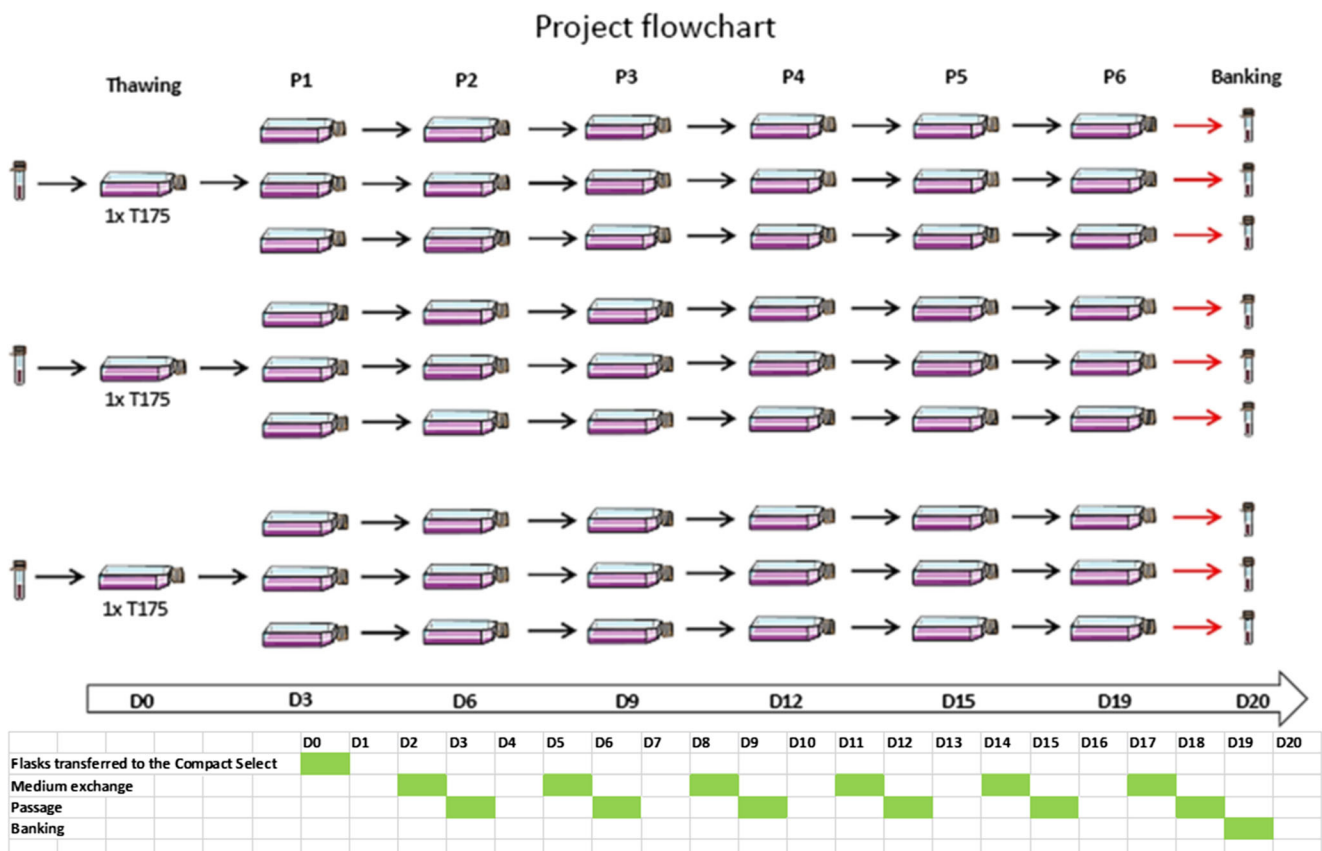 Project flowchart
Thawing P1 P2 P3 P4 P5 P6 Banking
1x T175
1x T175
1x T175
D0 D3 D6 D9 D12 D15 D19 D20
D0 D1 D2 D3 D4 D5 D6 D7 D8 D9 D10 D11 D12 D13 D14 D15 D16 D17 D18 D19 D20
Flasks transferred to the Compact Select
Medium exchange
Passage
Banking